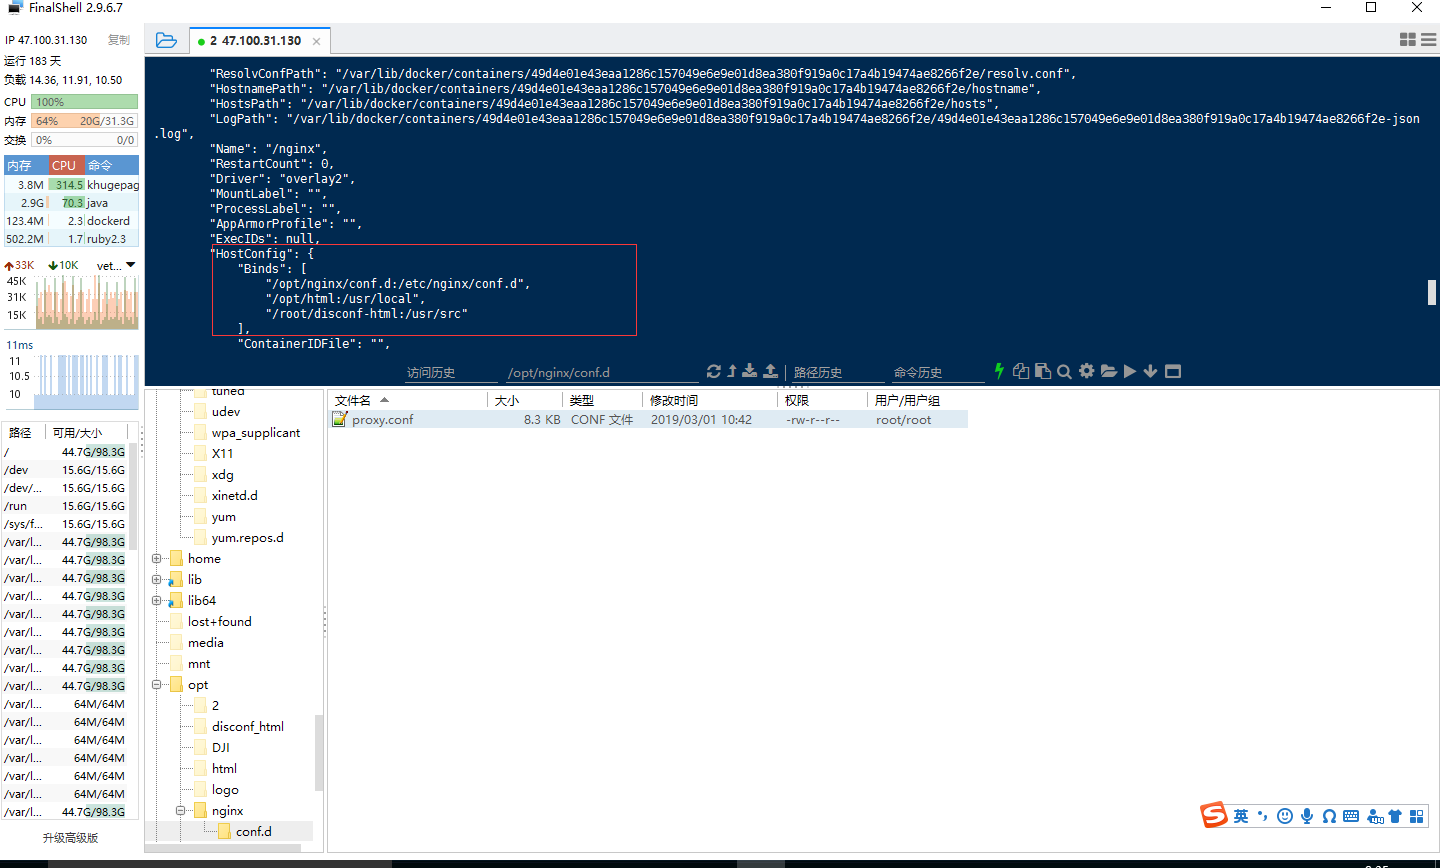 FinalShell 2.9.6.7
IP 47.100.31.130 复制
运行 183 天
负载 14.36, 11.91, 10.50
CPU 100%
内存 64% 20G/31.3G
交换 0% 0/0
内存 CPU 命令
3.8M 314.5 khugepag
2.9G 70.3 java
123.4M 2.3 dockerd
502.2M 1.7 ruby2.3
33K 10K vet...
45K
31K
15K
11ms
11
10.5
10
路径 可用/大小
/ 44.7G/98.3G
/dev 15.6G/15.6G
/dev/... 15.6G/15.6G
/run 15.6G/15.6G
/sys/f... 15.6G/15.6G
/var/l... 44.7G/98.3G
/var/l... 44.7G/98.3G
/var/l... 44.7G/98.3G
/var/l... 44.7G/98.3G
/var/l... 44.7G/98.3G
/var/l... 44.7G/98.3G
/var/l... 44.7G/98.3G
/var/l... 44.7G/98.3G
/var/l... 44.7G/98.3G
/var/l... 64M/64M
/var/l... 64M/64M
/var/l... 64M/64M
/var/l... 64M/64M
/var/l... 64M/64M
/var/l... 64M/64M
/var/l... 44.7G/98.3G
升级高级版
2 47.100.31.130
"ResolvConfPath": "/var/lib/docker/containers/49d4e01e43eaa1286c157049e6e9e01d8ea380f919a0c17a4b19474ae8266f2e/resolv.conf",
"HostnamePath": "/var/lib/docker/containers/49d4e01e43eaa1286c157049e6e9e01d8ea380f919a0c17a4b19474ae8266f2e/hostname",
"HostsPath": "/var/lib/docker/containers/49d4e01e43eaa1286c157049e6e9e01d8ea380f919a0c17a4b19474ae8266f2e/hosts",
"LogPath": "/var/lib/docker/containers/49d4e01e43eaa1286c157049e6e9e01d8ea380f919a0c17a4b19474ae8266f2e/49d4e01e43eaa1286c157049e6e9e01d8ea380f919a0c17a4b19474ae8266f2e-json
.log",
"Name": "/nginx",
"RestartCount": 0,
"Driver": "overlay2",
"MountLabel": "",
"ProcessLabel": "",
"AppArmorProfile": "",
"ExecIDs": null,
"HostConfig": {
"Binds": [
"/opt/nginx/conf.d:/etc/nginx/conf.d",
"/opt/html:/usr/local",
"/root/disconf-html:/usr/src"
],
"ContainerIDFile": "",
访问历史 /opt/nginx/conf.d 路径历史 命令历史
tuned
udev
wpa_supplicant
X11
xdg
xinetd.d
yum
yum.repos.d
home
lib
lib64
lost+found
media
mnt
opt
2
disconf_html
DJI
html
logo
nginx
conf.d
文件名 大小 类型 修改时间 权限 用户/用户组
proxy.conf 8.3 KB CONF 文件 2019/03/01 10:42 -rw-r--r-- root/root
英